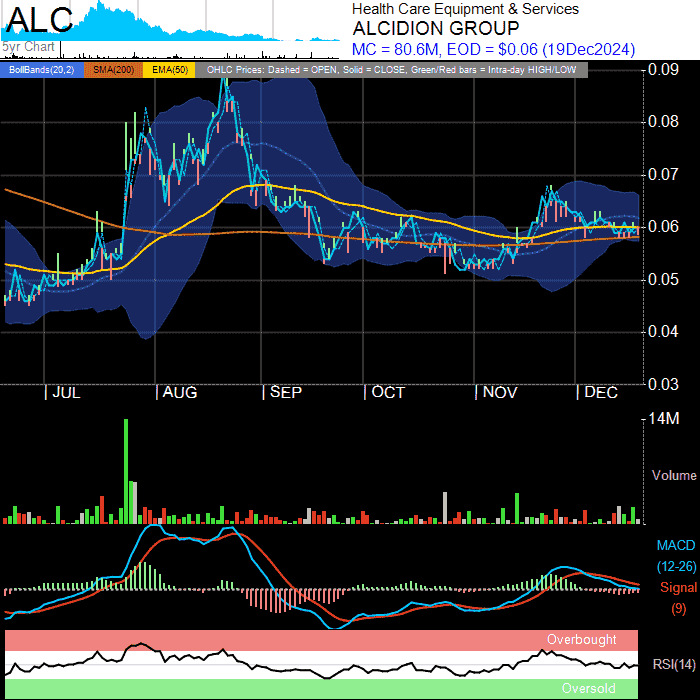 ALC
5yr Chart
Health Care Equipment & Services
ALCIDION GROUP
MC = 80.6M, EOD = $0.06 (19Dec2024)
BollBands(20,2) SMA(200) EMA(50) OHLC Prices: Dashed = OPEN, Solid = CLOSE, Green/Red bars = Intra-day HIGH/LOW
0.09
0.08
0.07
0.06
0.05
0.04
0.03
JUL AUG SEP OCT NOV DEC
14M
Volume
MACD
(12-26)
Signal
(9)
Overbought
RSI(14)
Oversold